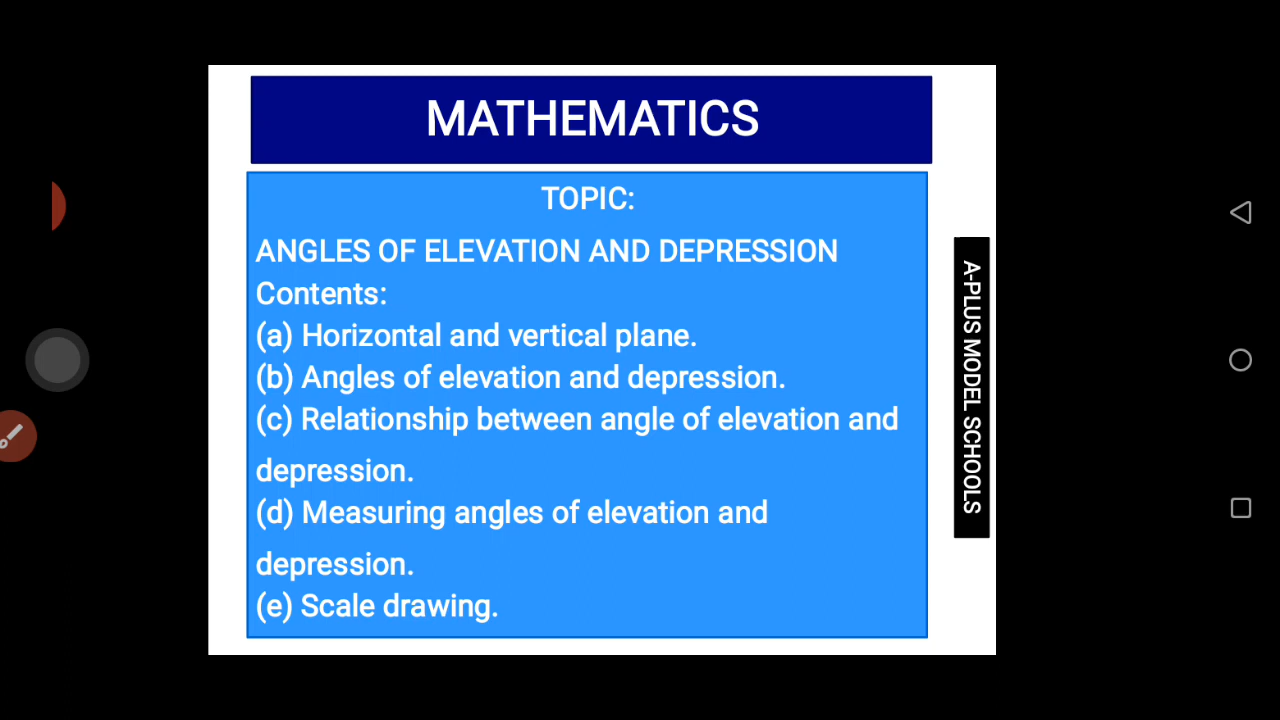 MATHEMATICS
TOPIC:
ANGLES OF ELEVATION AND DEPRESSION
Contents:
(a) Horizontal and vertical plane.
(b) Angles of elevation and depression.
(c) Relationship between angle of elevation and
depression.
(d) Measuring angles of elevation and
depression.
(e) Scale drawing.
A-PLUS MODEL SCHOOLS